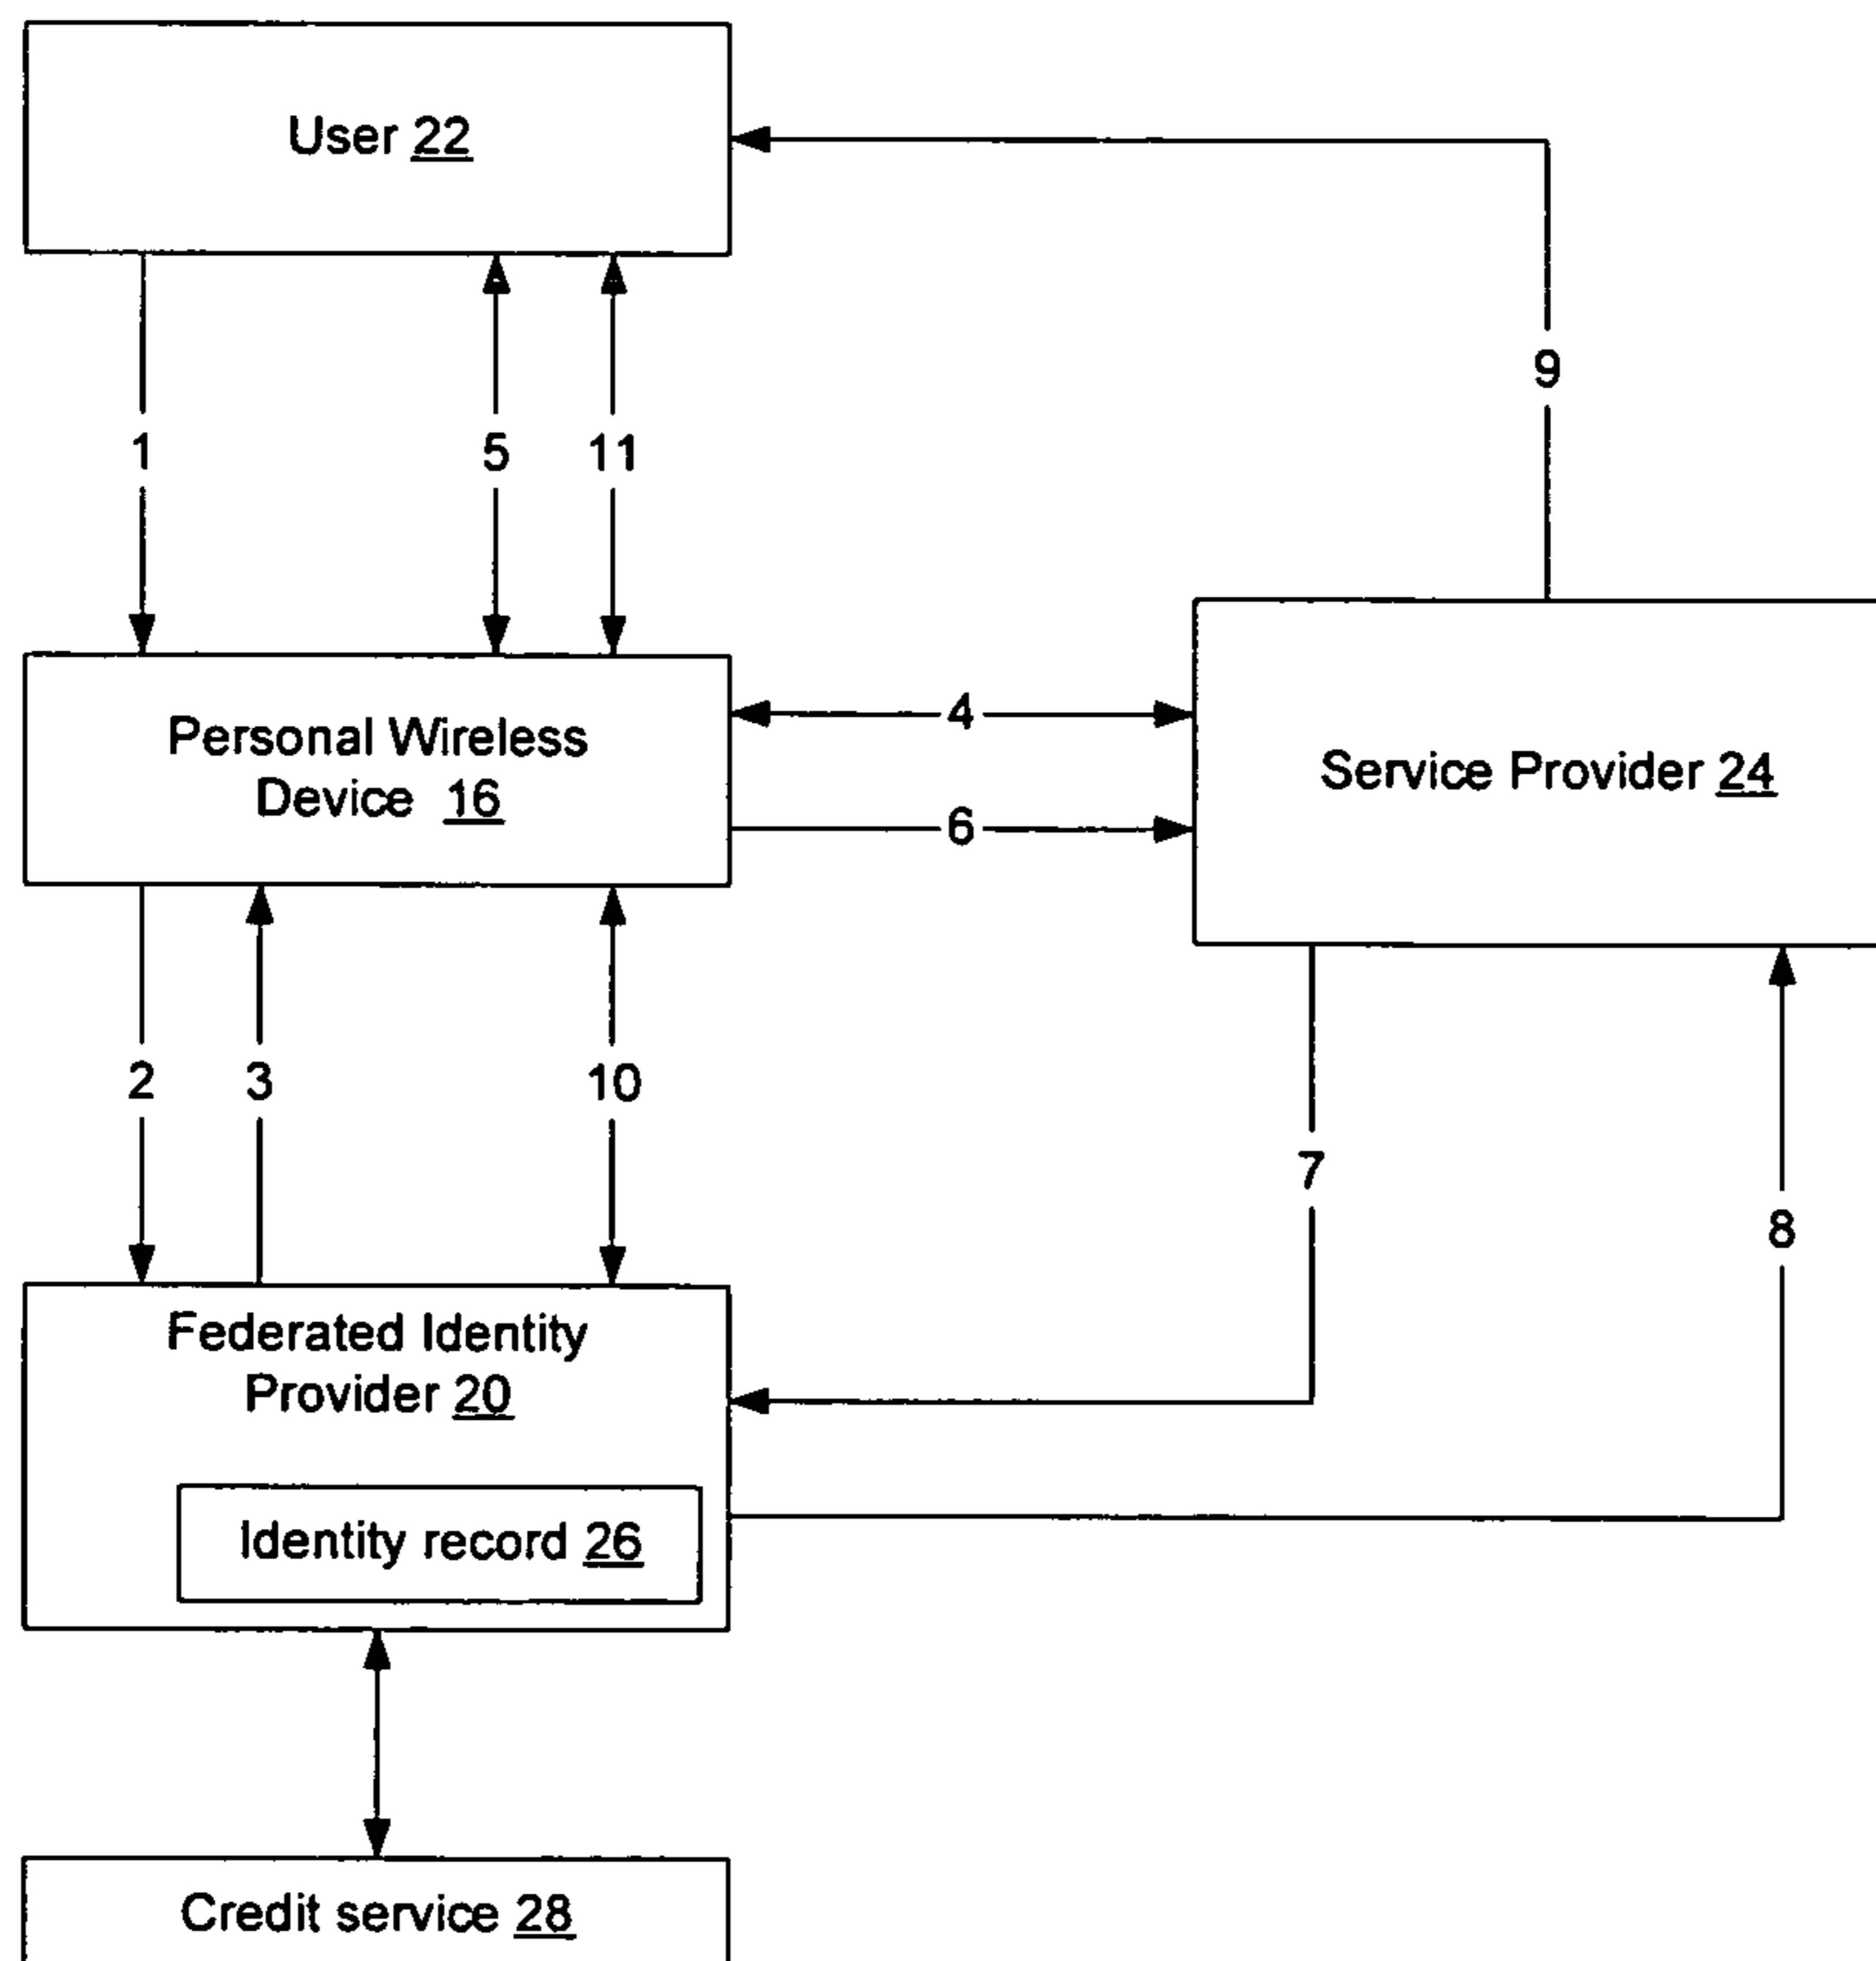 User 22
9
1 5 11
Personal Wireless
Device 16
4
6
Service Provider 24
2 3 10
7
8
Federated Identity
Provider 20
Identity record 26
Credit service 28